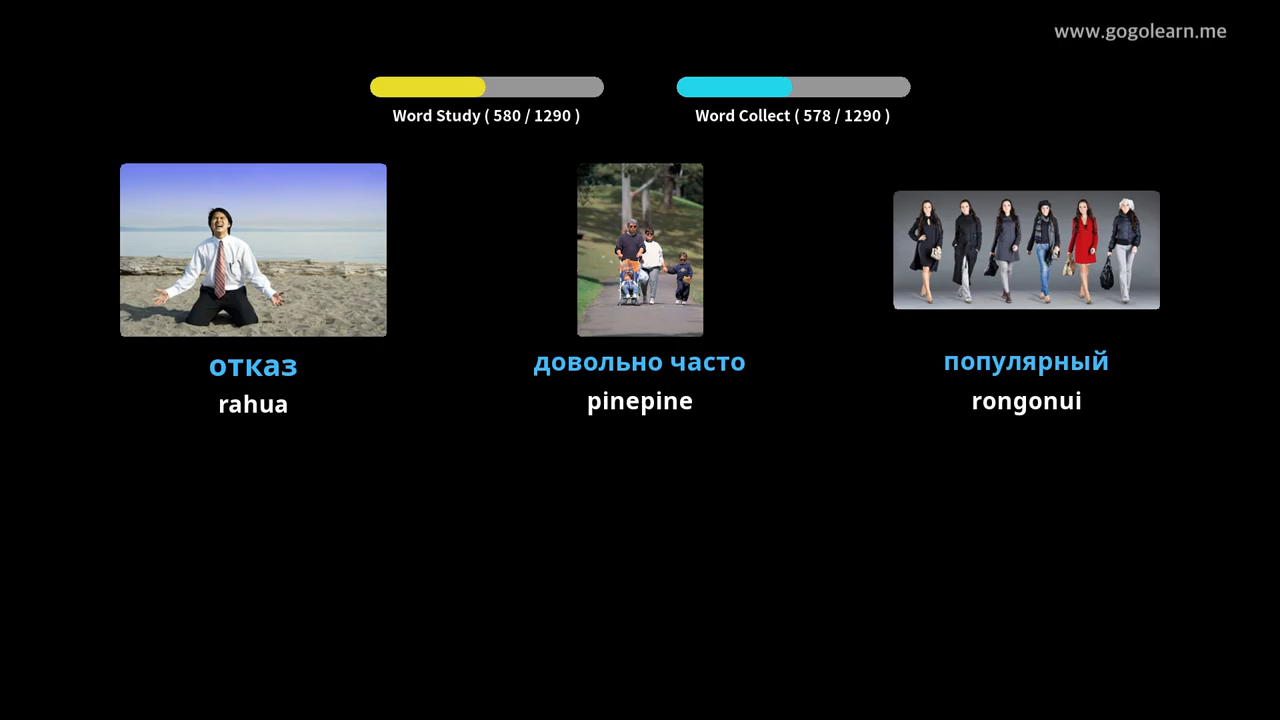 www.gogolearn.me
Word Study ( 580 / 1290 )
Word Collect ( 578 / 1290 )
отказ
rahua
довольно часто
pinepine
популярный
rongonui